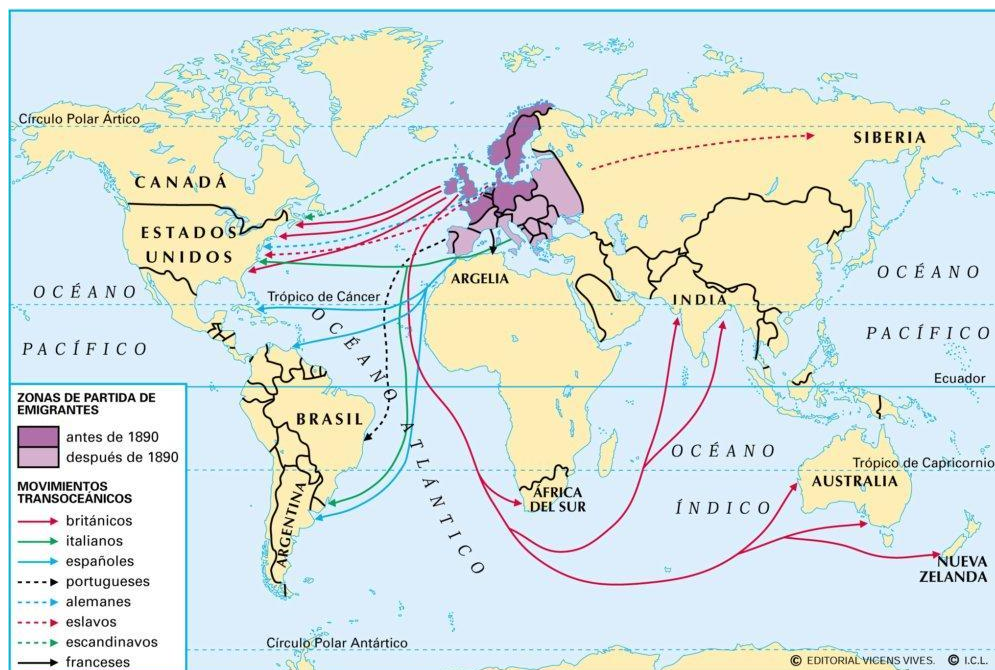 Círculo Polar Ártico
SIBERIA
CANADÁ
ESTADOS
UNIDOS
ARGELIA
OCÉANO
PACÍFICO
Trópico de Cáncer
INDIA
OCÉANO
PACÍFICO
OCÉANO ATLÁNTICO
Ecuador
BRASIL
OCÉANO
ÍNDICO
Trópico de Capricornio
AUSTRALIA
ÁFRICA
DEL SUR
ARGENTINA
NUEVA
ZELANDA
Círculo Polar Antártico
ZONAS DE PARTIDA DE
EMIGRANTES
antes de 1890
después de 1890
MOVIMIENTOS
TRANSOCEÁNICOS
británicos
italianos
españoles
portugueses
alemanes
eslavos
escandinavos
franceses
© EDITORIAL VICENS VIVES. © I.C.L.